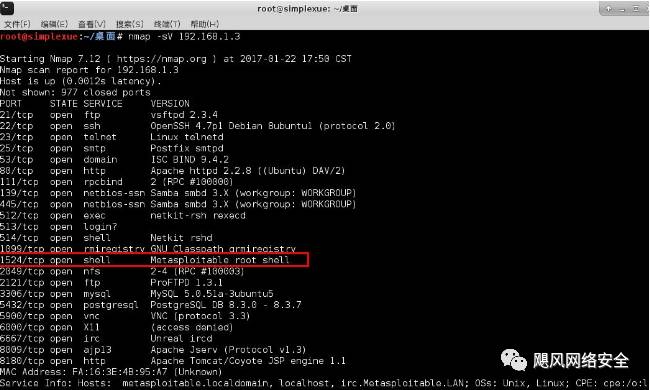 root@simplexue: ~/桌面
文件(F) 编辑(E) 查看(V) 搜索(S) 终端(T) 帮助(H)
root@simplexue:~/桌面# nmap -sV 192.168.1.3
Starting Nmap 7.12 ( https://nmap.org ) at 2017-01-22 17:50 CST
Nmap scan report for 192.168.1.3
Host is up (0.0012s latency).
Not shown: 977 closed ports
PORT STATE SERVICE VERSION
21/tcp open ftp vsftpd 2.3.4
22/tcp open ssh OpenSSH 4.7p1 Debian 8ubuntu1 (protocol 2.0)
23/tcp open telnet Linux telnetd
25/tcp open smtp Postfix smtpd
53/tcp open domain ISC BIND 9.4.2
80/tcp open http Apache httpd 2.2.8 ((Ubuntu) DAV/2)
111/tcp open rpcbind 2 (RPC #100000)
139/tcp open netbios-ssn Samba smbd 3.X (workgroup: WORKGROUP)
445/tcp open netbios-ssn Samba smbd 3.X (workgroup: WORKGROUP)
512/tcp open exec netkit-rsh rexecd
513/tcp open login?
514/tcp open shell Netkit rshd
1099/tcp open rmiregistry GNU Classpath grmiregistry
1524/tcp open shell Metasploitable root shell
2049/tcp open nfs 2-4 (RPC #100003)
2121/tcp open ftp ProFTPD 1.3.1
3306/tcp open mysql MySQL 5.0.51a-3ubuntu5
5432/tcp open postgresql PostgreSQL DB 8.3.0 - 8.3.7
5900/tcp open vnc VNC (protocol 3.3)
6000/tcp open X11 (access denied)
6667/tcp open irc Unreal ircd
8009/tcp open ajp13 Apache Jserv (Protocol v1.3)
8180/tcp open http Apache Tomcat/Coyote JSP engine 1.1
MAC Address: FA:16:3E:4B:95:A7 (Unknown)
Service Info: Hosts: metasploitable.localdomain, localhost, irc.Metasploitable.LAN; OSs: Unix, Linux; CPE: cpe:/o:l
飓风网络安全